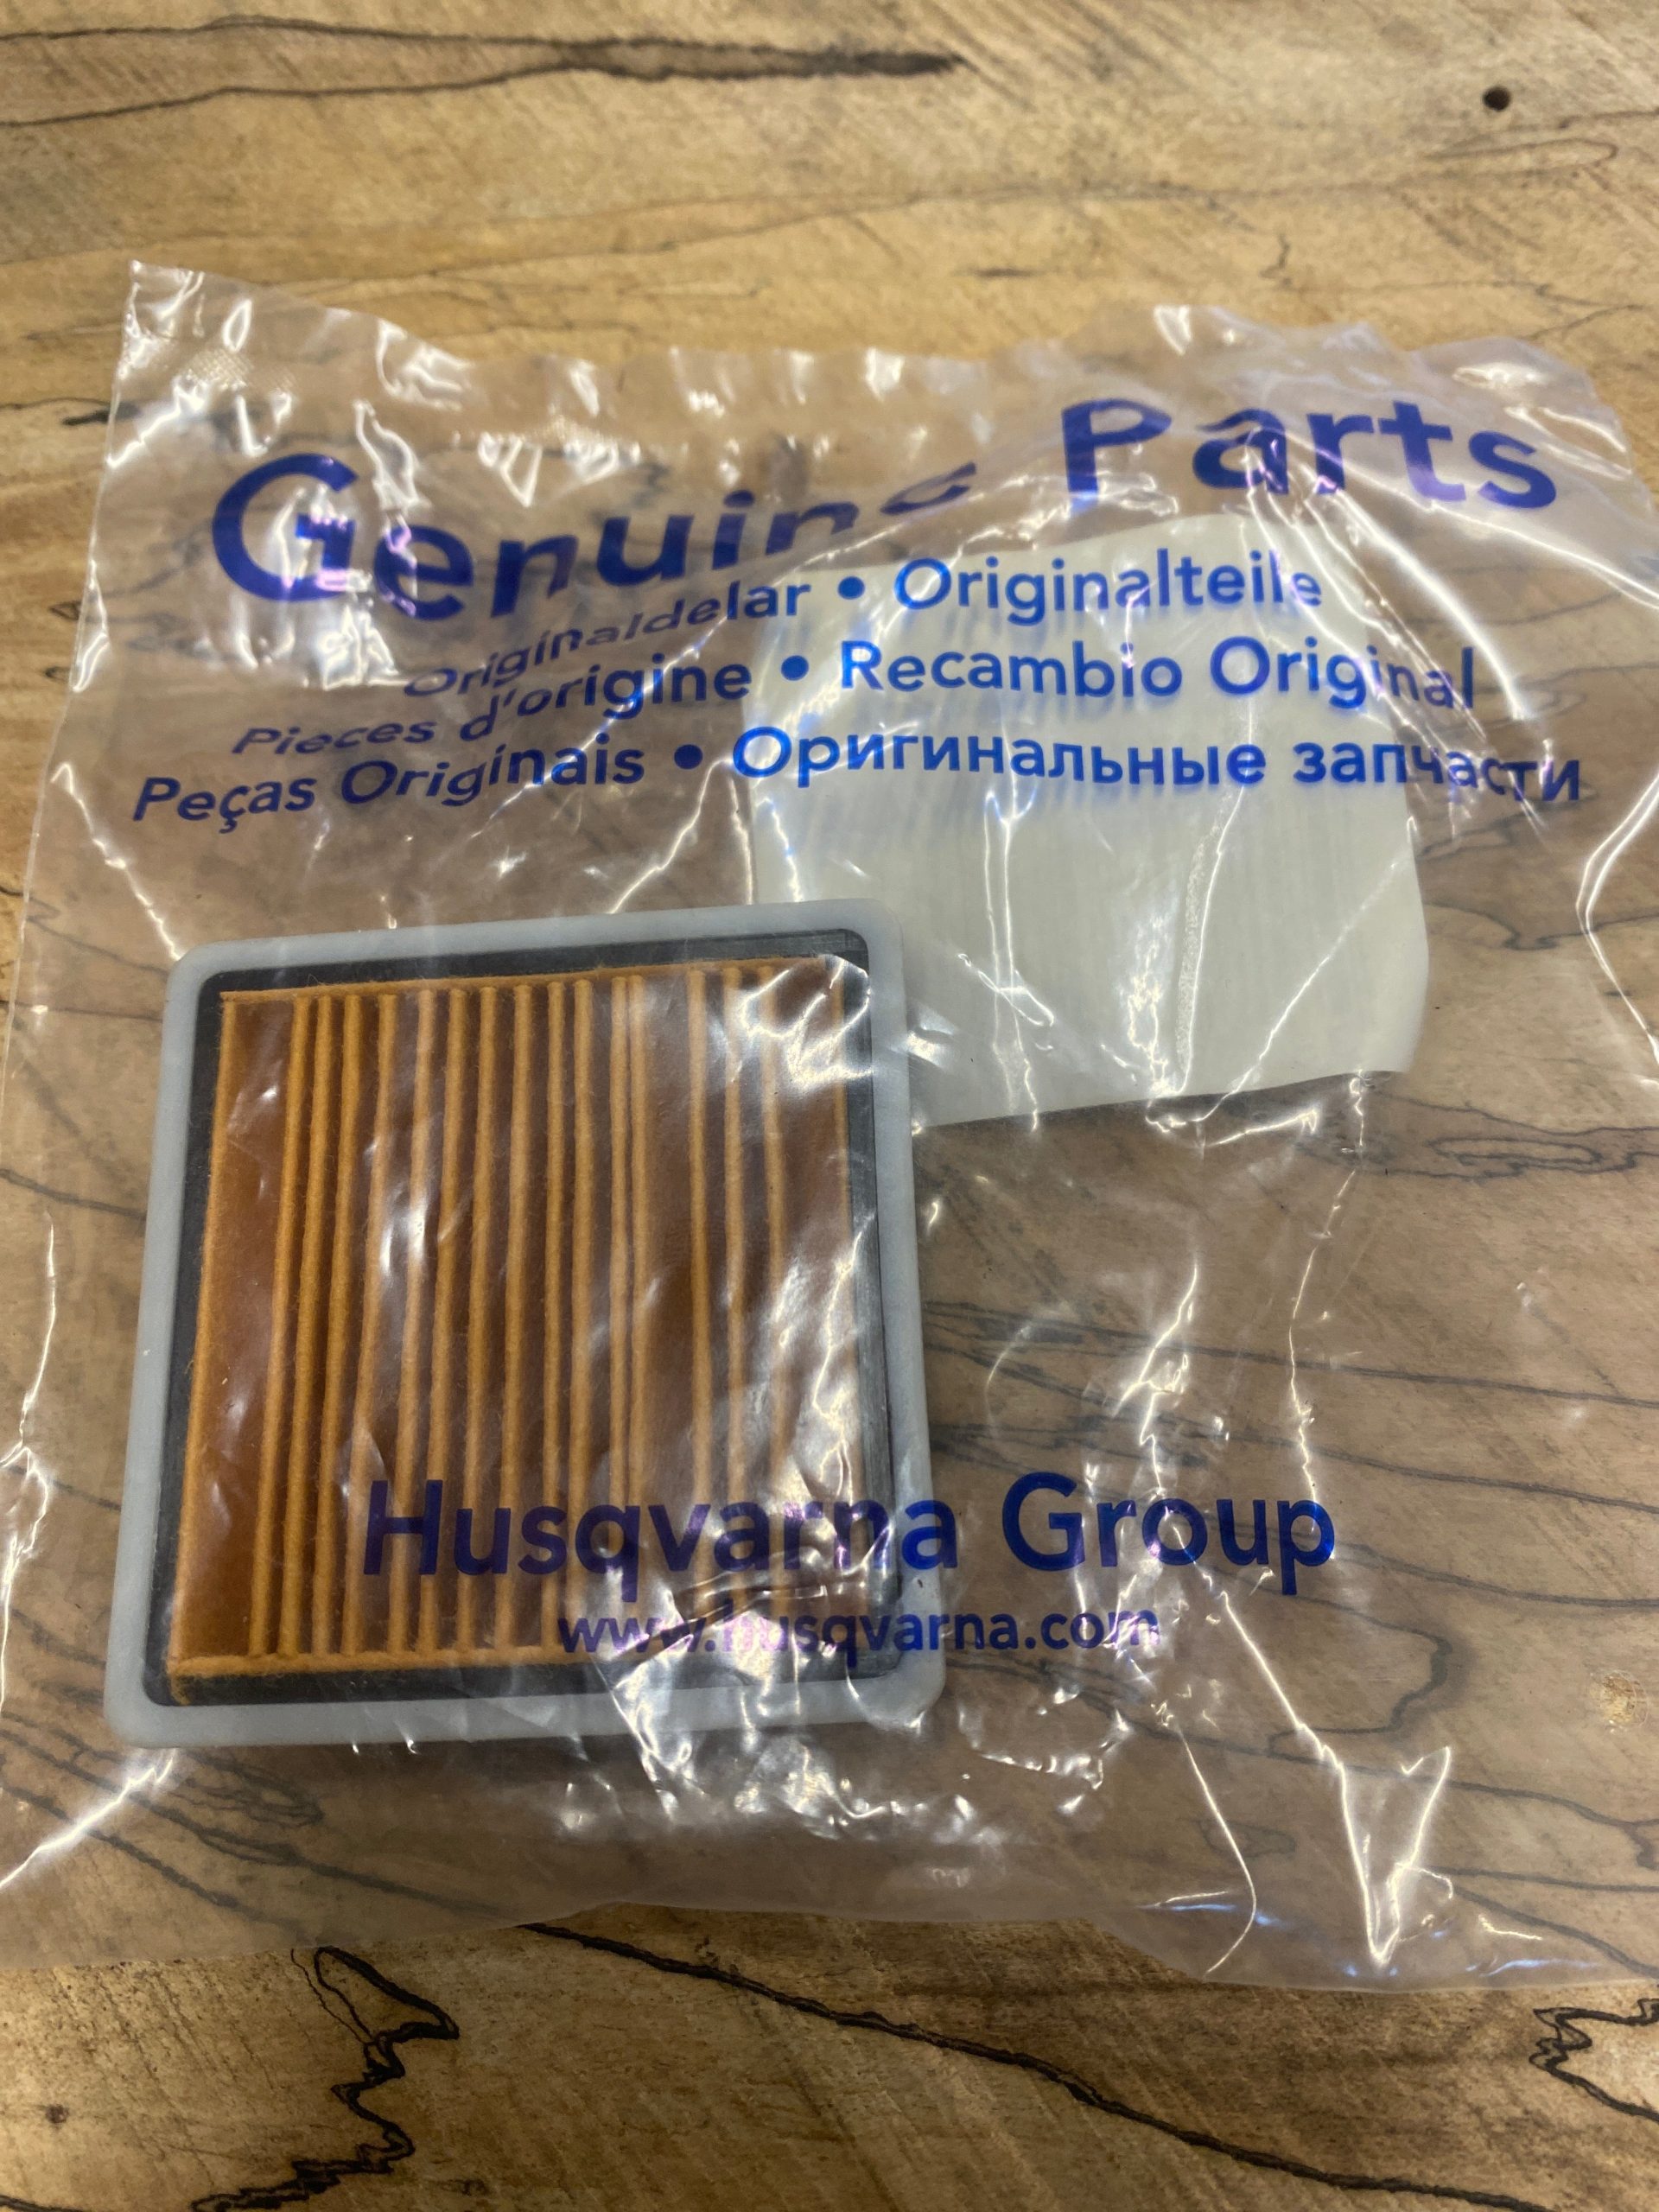 Genuine Parts
Originaldelar • Originalteile
Pieces d'origine • Recambio Original
Peças Originais • Оригинальные запчасти
Husqvarna Group
www.husqvarna.com